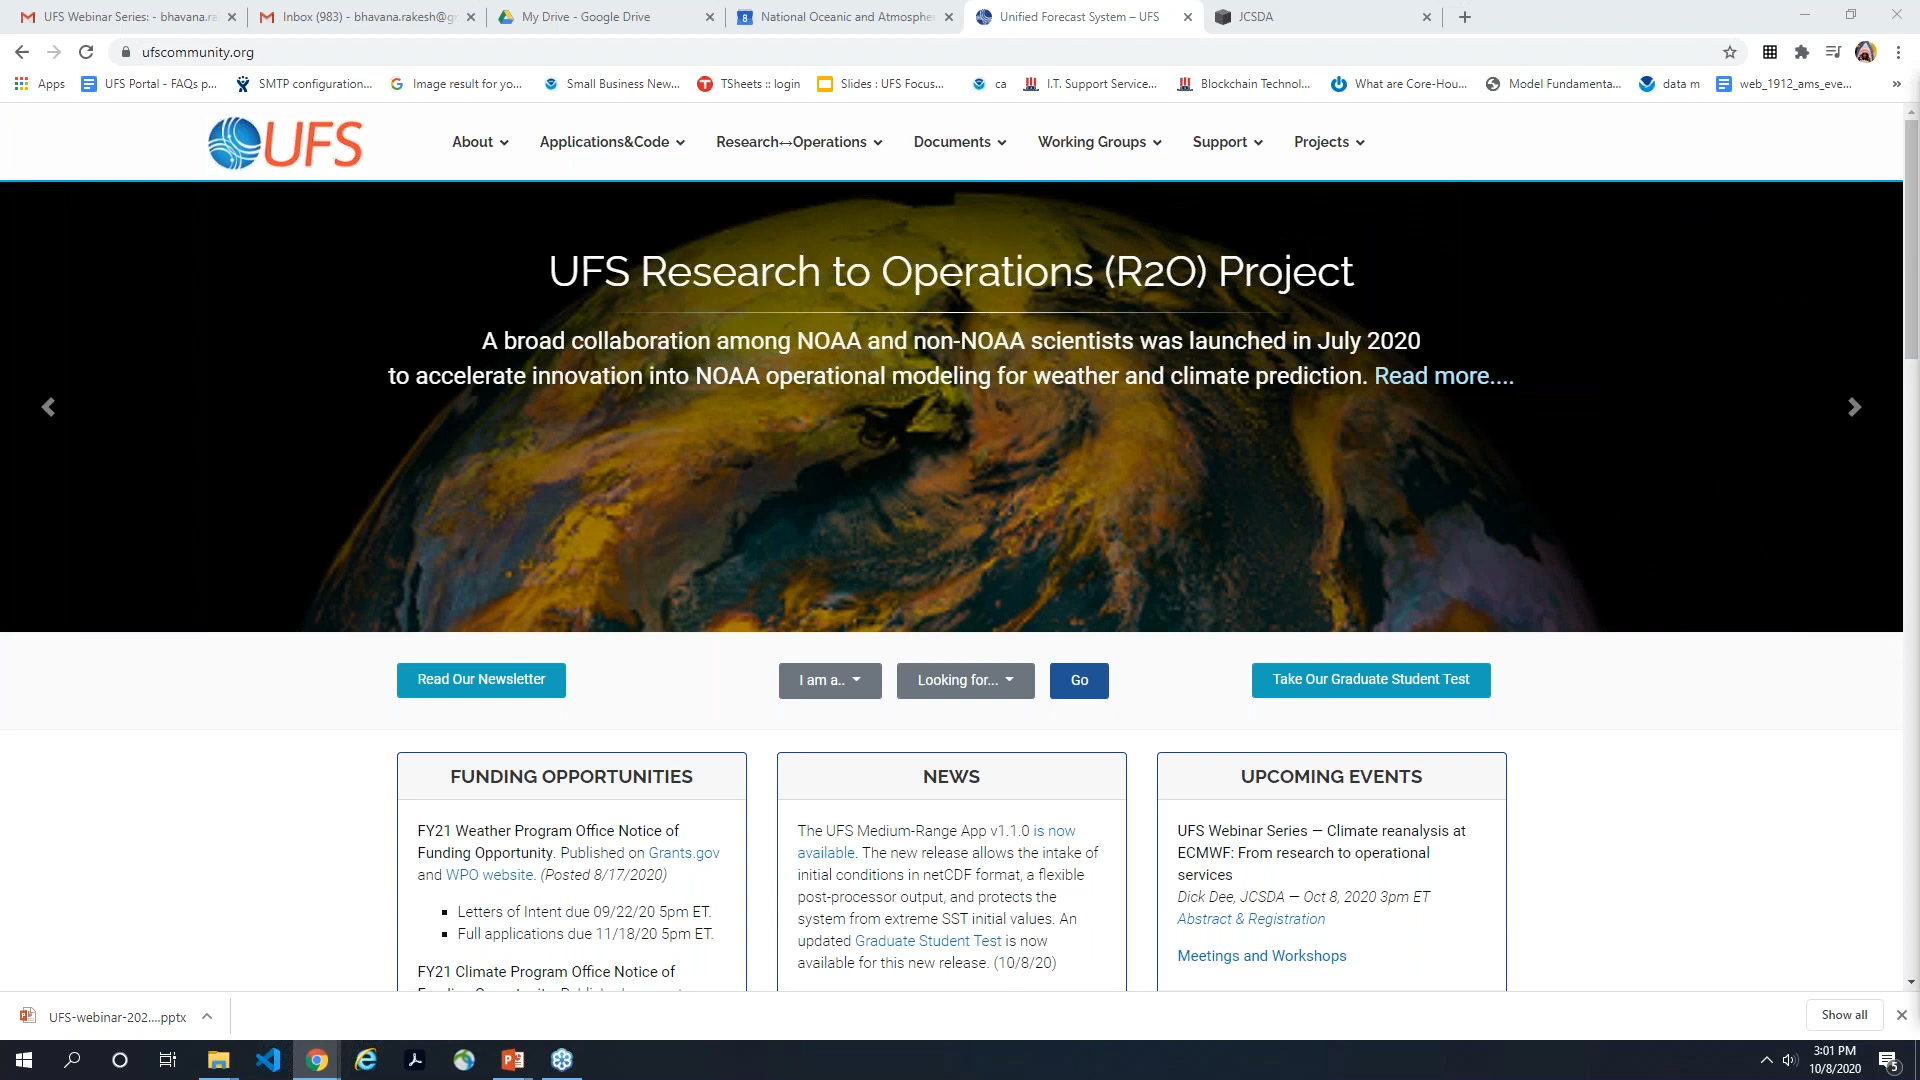 UFS Webinar Series: - bhavana.ra
Inbox (983) - bhavana.rakesh@g
My Drive - Google Drive
National Oceanic and Atmosphe
Unified Forecast System – UFS
JCSDA
ufscommunity.org
Apps
UFS Portal - FAQs p...
SMTP configuration...
Image result for yo...
Small Business New...
TSheets :: login
Slides : UFS Focus...
ca
I.T. Support Service...
Blockchain Technol...
What are Core-Hou...
Model Fundamenta...
data m
web_1912_ams_eve...
UFS
About
Applications&Code
Research↔Operations
Documents
Working Groups
Support
Projects
UFS Research to Operations (R2O) Project
A broad collaboration among NOAA and non-NOAA scientists was launched in July 2020
to accelerate innovation into NOAA operational modeling for weather and climate prediction. Read more....
Read Our Newsletter
I am a..
Looking for...
Go
Take Our Graduate Student Test
FUNDING OPPORTUNITIES
FY21 Weather Program Office Notice of
Funding Opportunity. Published on Grants.gov
and WPO website. (Posted 8/17/2020)
Letters of Intent due 09/22/20 5pm ET.
Full applications due 11/18/20 5pm ET.
FY21 Climate Program Office Notice of
NEWS
The UFS Medium-Range App v1.1.0 is now
available. The new release allows the intake of
initial conditions in netCDF format, a flexible
post-processor output, and protects the
system from extreme SST initial values. An
updated Graduate Student Test is now
available for this new release. (10/8/20)
UPCOMING EVENTS
UFS Webinar Series — Climate reanalysis at
ECMWF: From research to operational
services
Dick Dee, JCSDA — Oct 8, 2020 3pm ET
Abstract & Registration
Meetings and Workshops
UFS-webinar-202....pptx
Show all
3:01 PM
10/8/2020
5